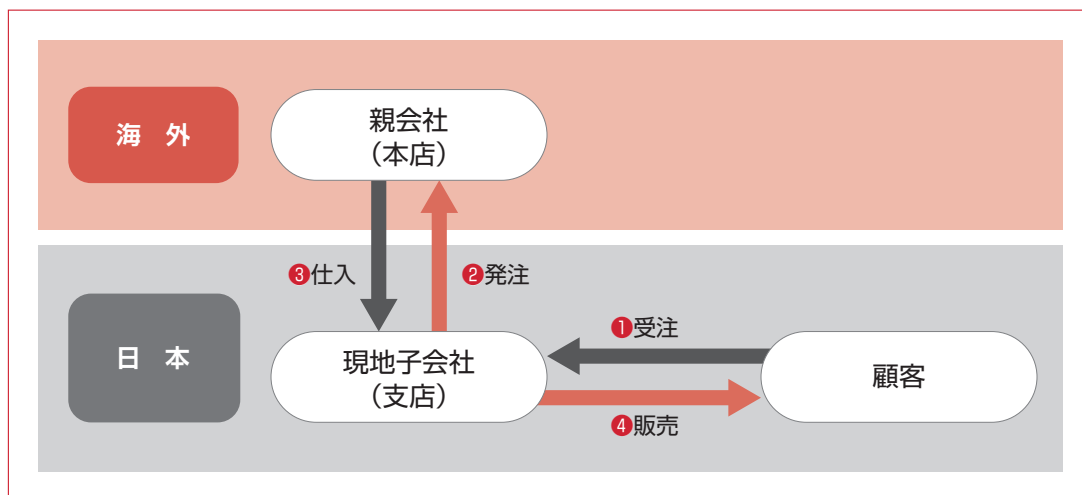 海 外
親会社
（本店）
❸仕入
❷発注
❶受注
日 本
現地子会社
（支店）
顧客
❹販売